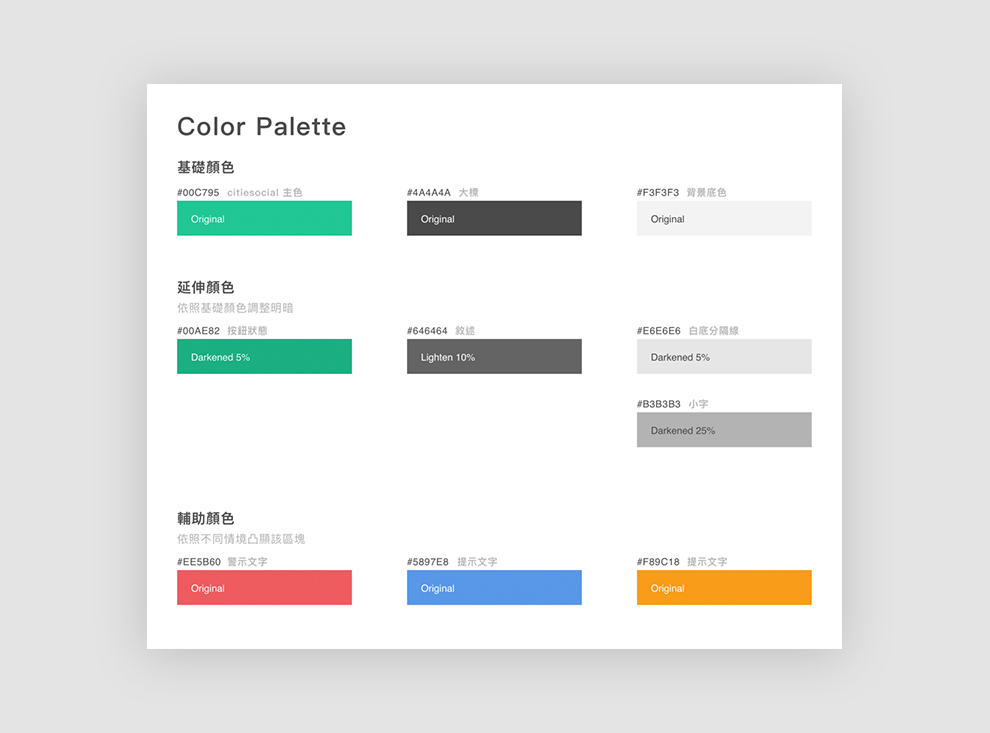 Color Palette
基礎顏色
#00C795 citiesocial 主色
#4A4A4A 大標
#F3F3F3 背景底色
Original
Original
Original
延伸顏色
依照基礎顏色調整明暗
#00AE82 按鈕狀態
#646464 敘述
#E6E6E6 白底分隔線
Darkened 5%
Lighten 10%
Darkened 5%
#B3B3B3 小字
Darkened 25%
輔助顏色
依照不同情境凸顯該區塊
#EE5B60 警示文字
#5897E8 提示文字
#F89C18 提示文字
Original
Original
Original